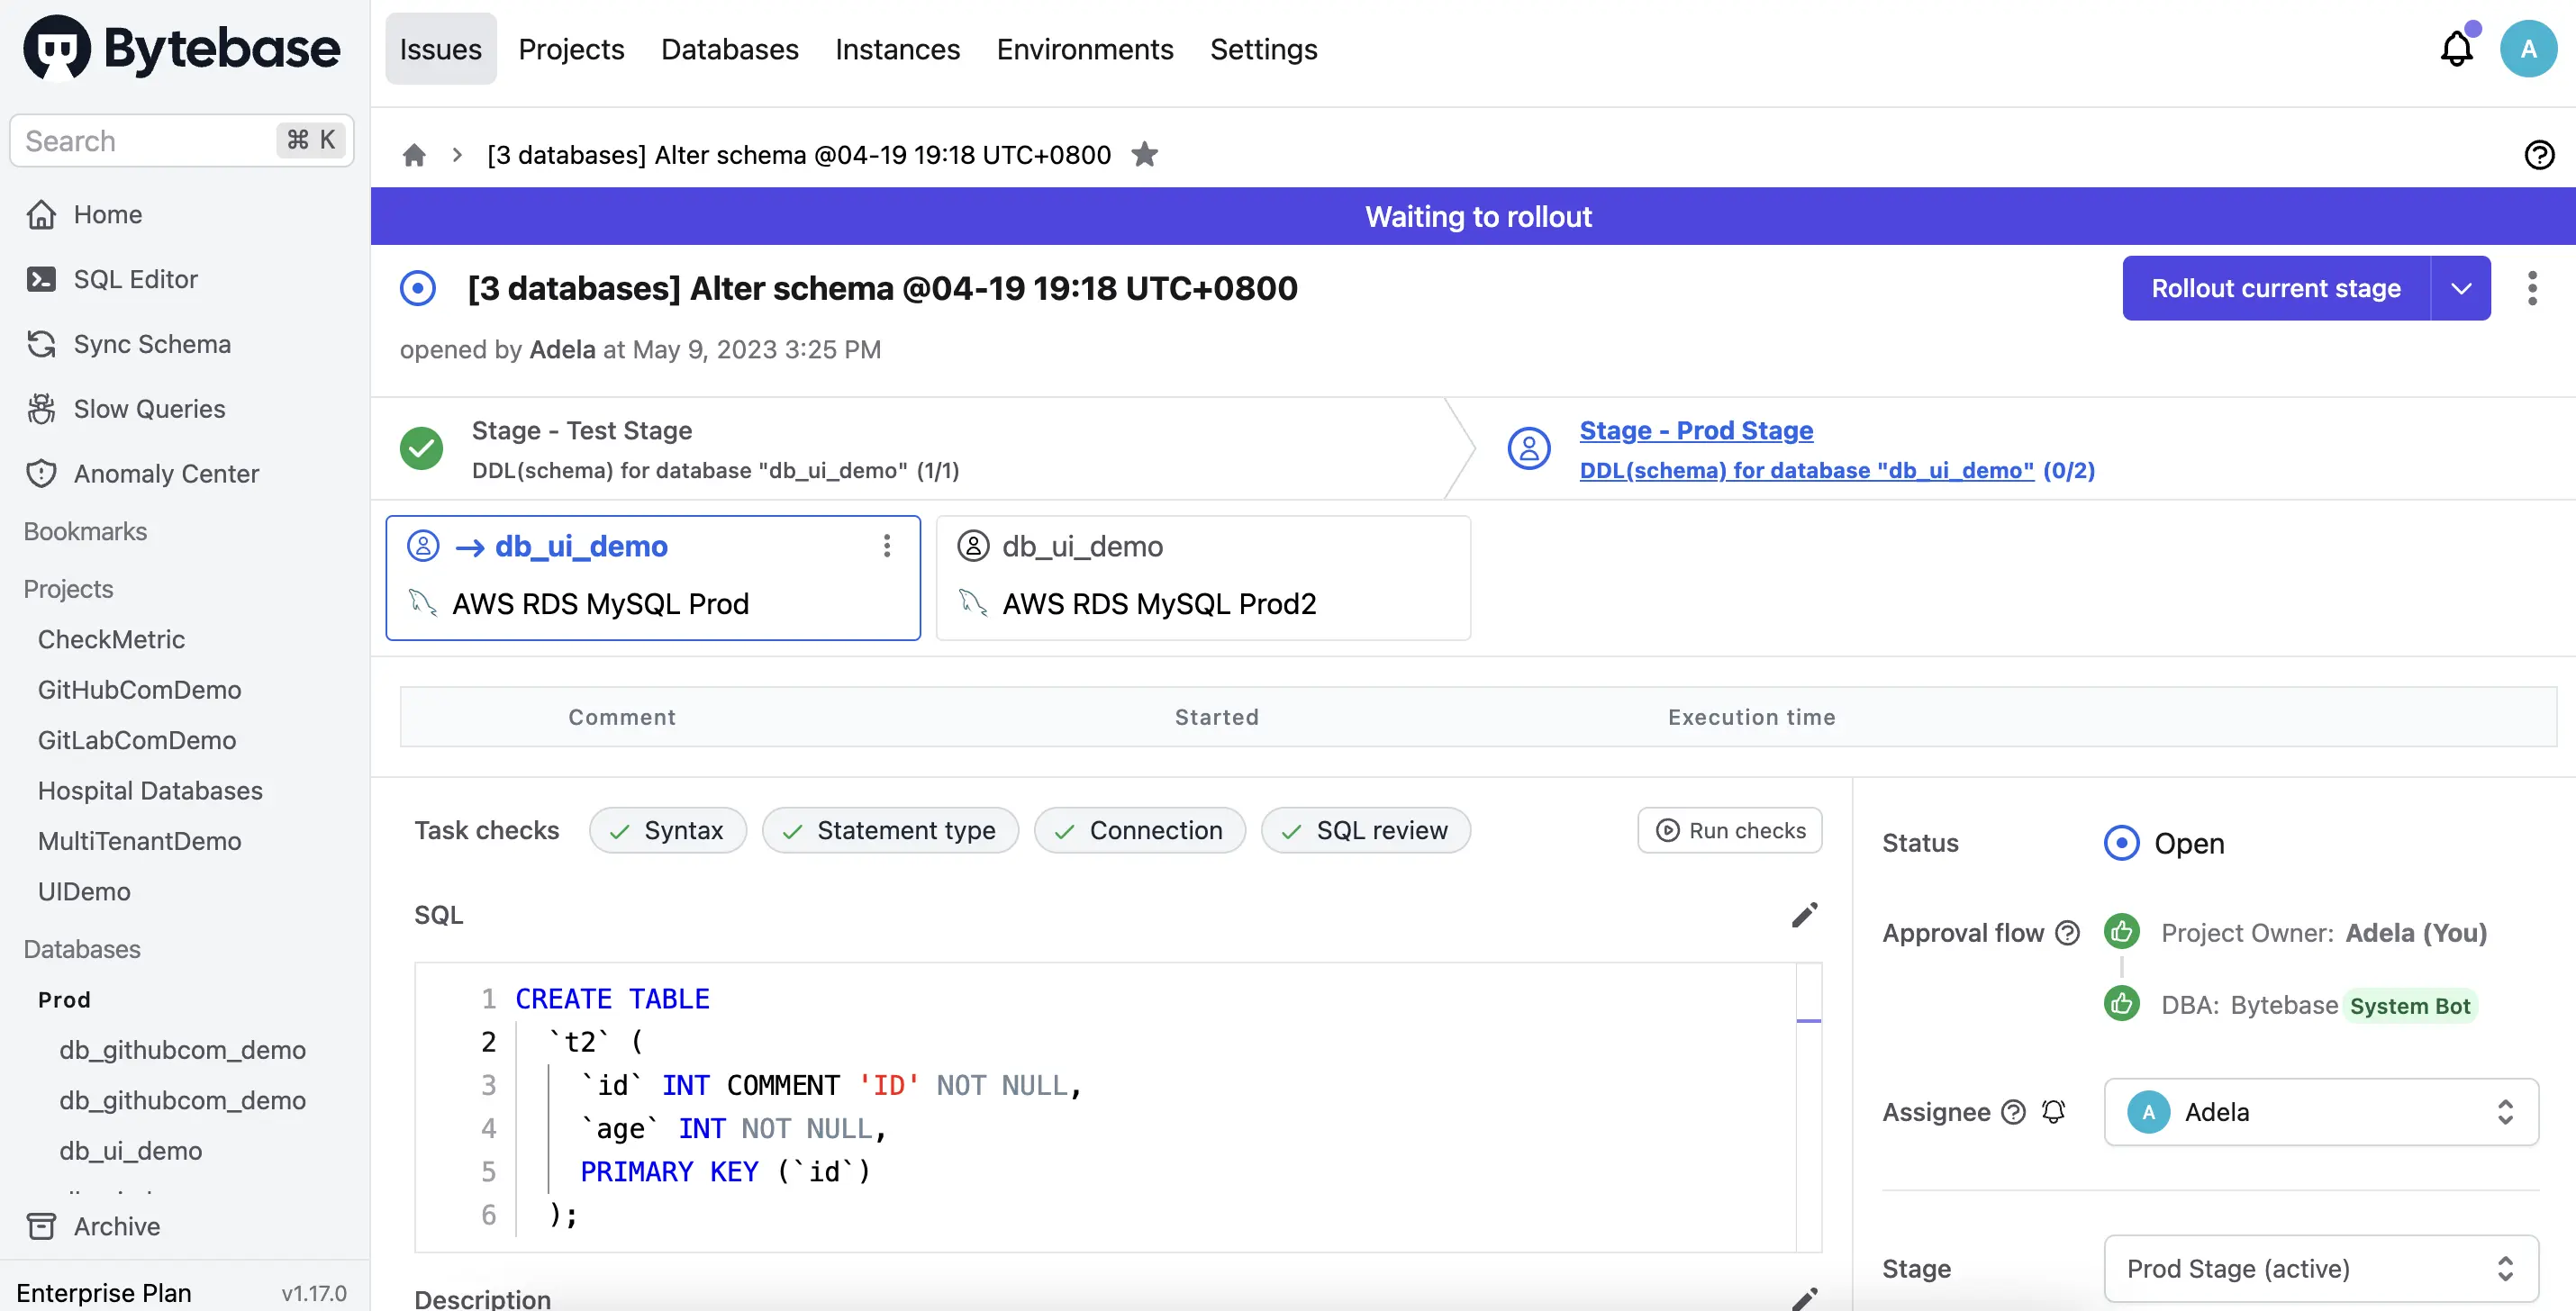 Bytebase
Issues Projects Databases Instances Environments Settings
A
Search ⌘ K
Home
SQL Editor
Sync Schema
Slow Queries
Anomaly Center
Bookmarks
Projects
CheckMetric
GitHubComDemo
GitLabComDemo
Hospital Databases
MultiTenantDemo
UIDemo
Databases
Prod
db_githubcom_demo
db_githubcom_demo
db_ui_demo
Archive
Enterprise Plan v1.17.0
[3 databases] Alter schema @04-19 19:18 UTC+0800
Waiting to rollout
[3 databases] Alter schema @04-19 19:18 UTC+0800
Rollout current stage
opened by Adela at May 9, 2023 3:25 PM
Stage - Test Stage
DDL(schema) for database "db_ui_demo" (1/1)
Stage - Prod Stage
DDL(schema) for database "db_ui_demo" (0/2)
→ db_ui_demo
AWS RDS MySQL Prod
db_ui_demo
AWS RDS MySQL Prod2
Comment Started Execution time
Task checks Syntax Statement type Connection SQL review Run checks
SQL
1 CREATE TABLE
2 `t2` (
3 `id` INT COMMENT 'ID' NOT NULL,
4 `age` INT NOT NULL,
5 PRIMARY KEY (`id`)
6 );
Description
Status Open
Approval flow Project Owner: Adela (You)
DBA: Bytebase System Bot
Assignee A Adela
Stage Prod Stage (active)